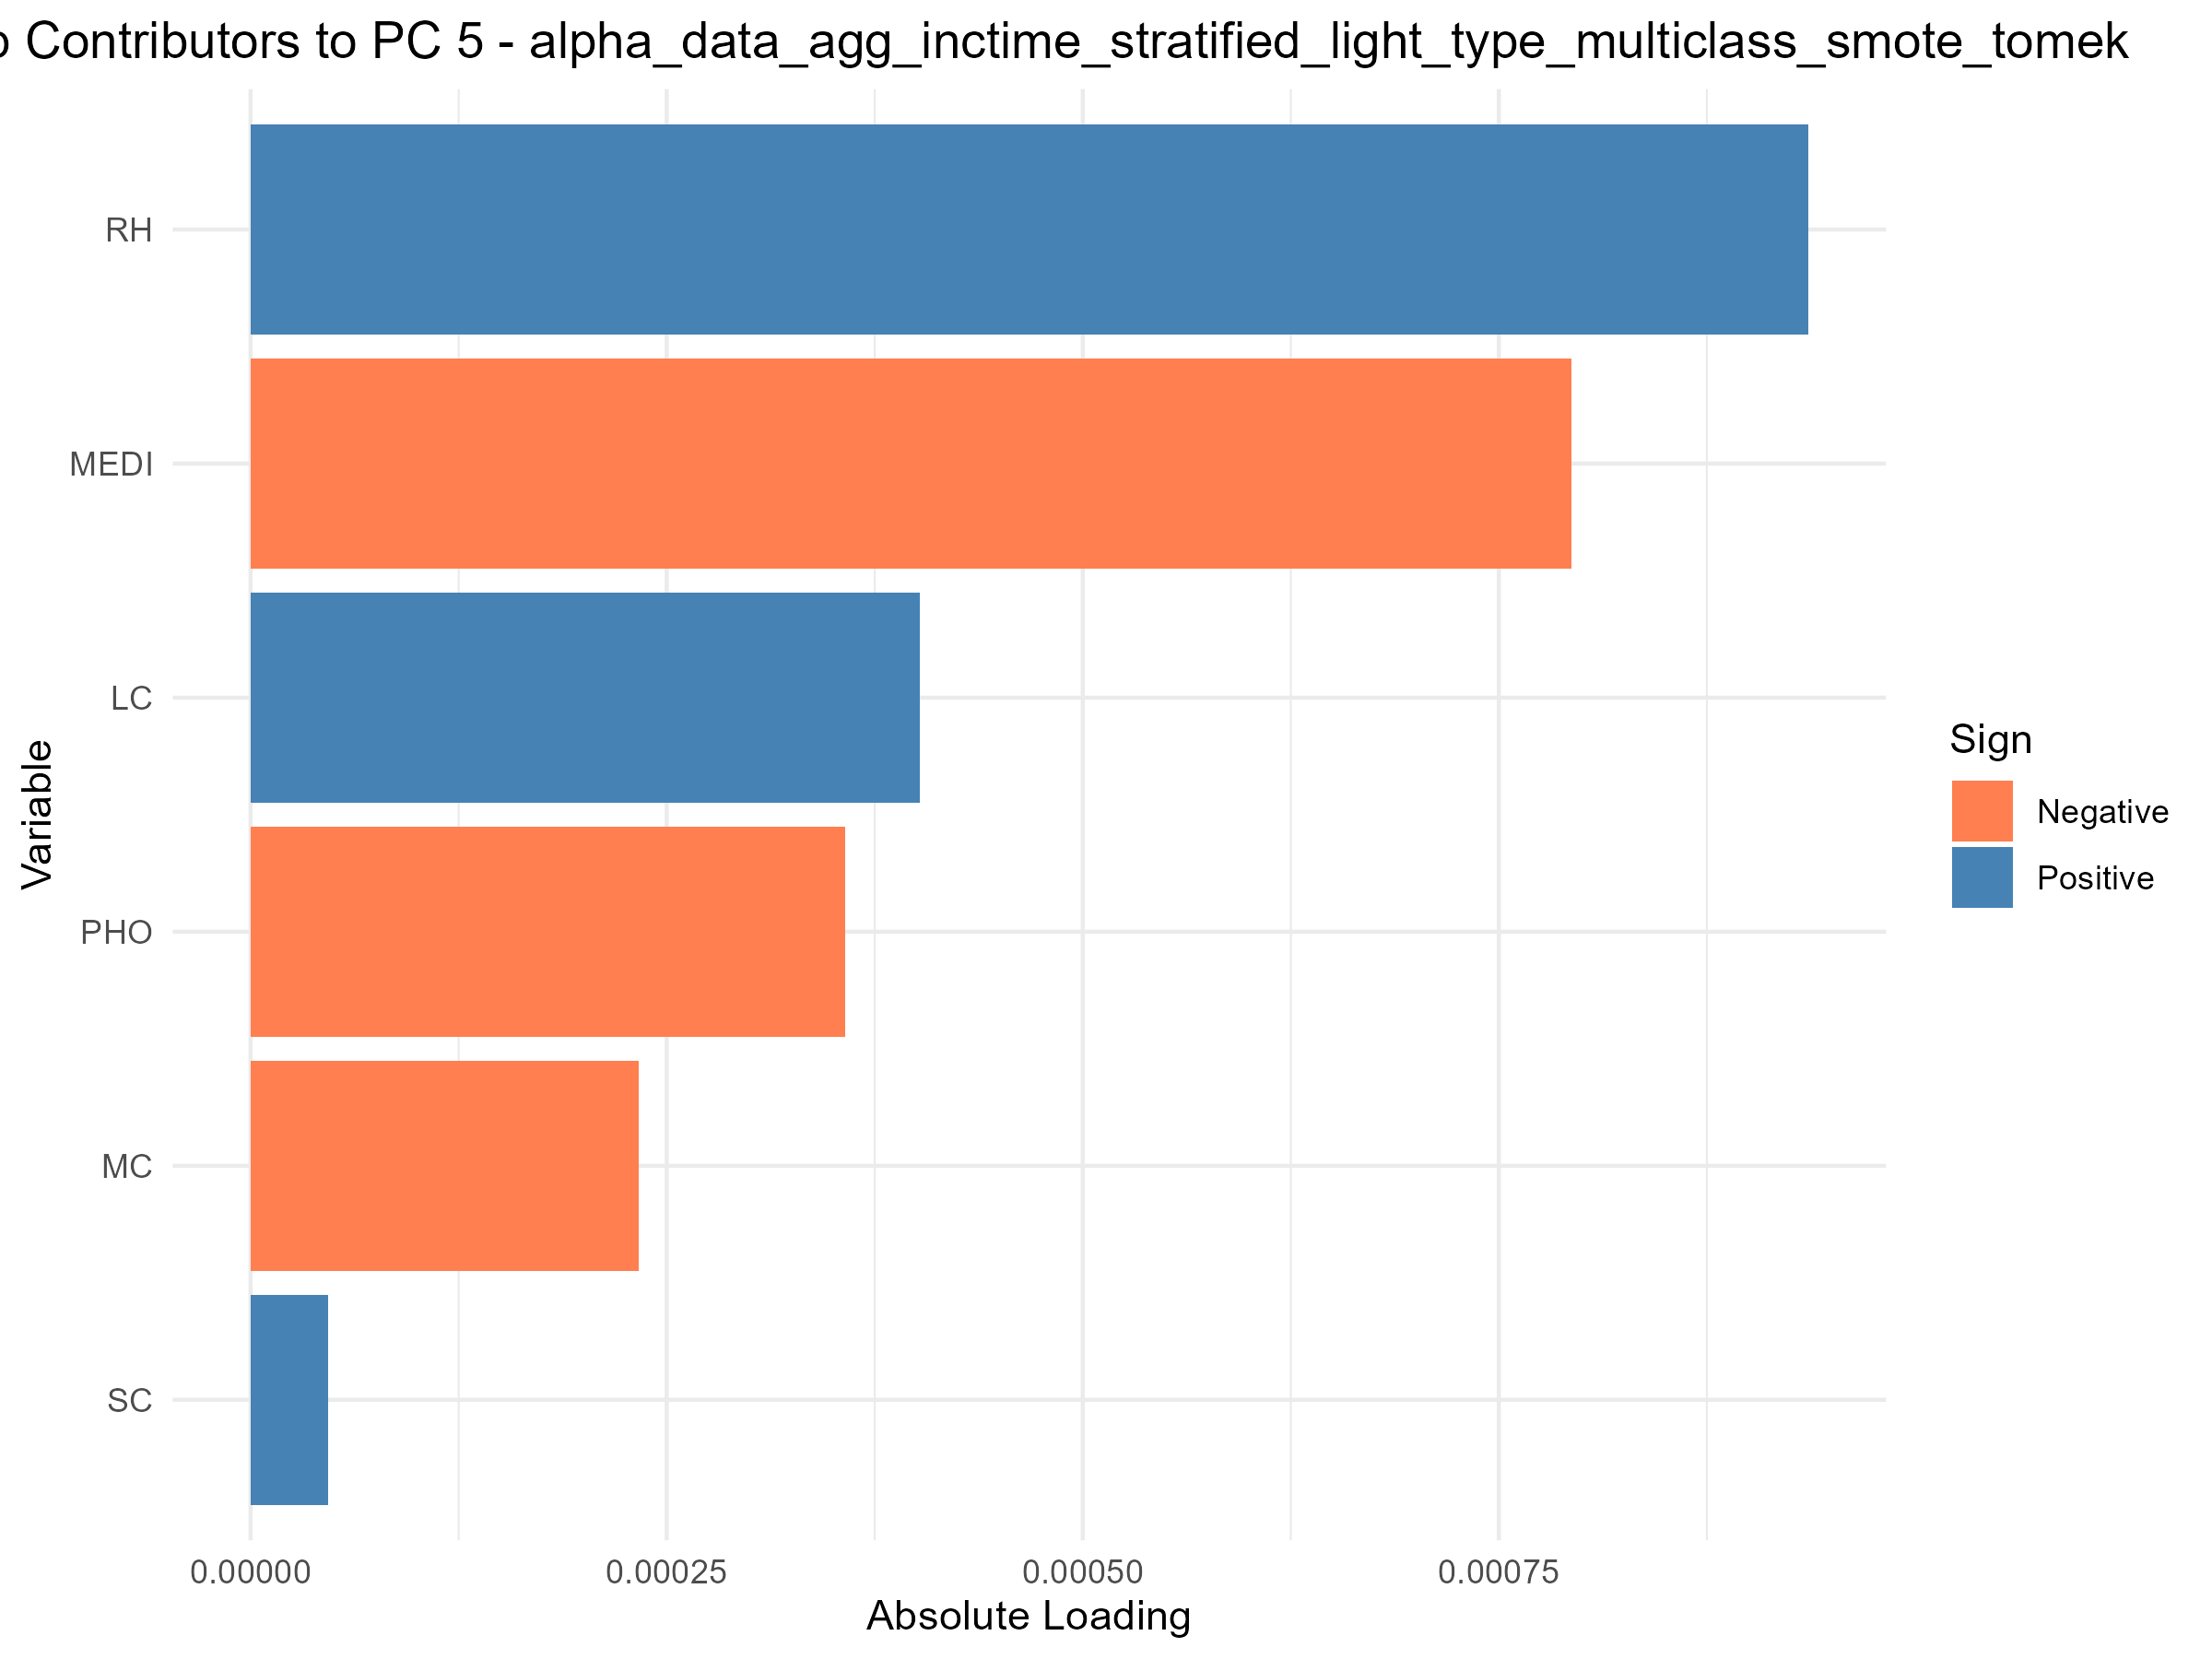 Contributors to PC 5 - alpha_data_agg_inctime_stratified_light_type_multiclass_smote_tomek
RH
MEDI
LC
PHO
MC
SC
Variable
0.00000
0.00025
0.00050
0.00075
Absolute Loading
Sign
Negative
Positive